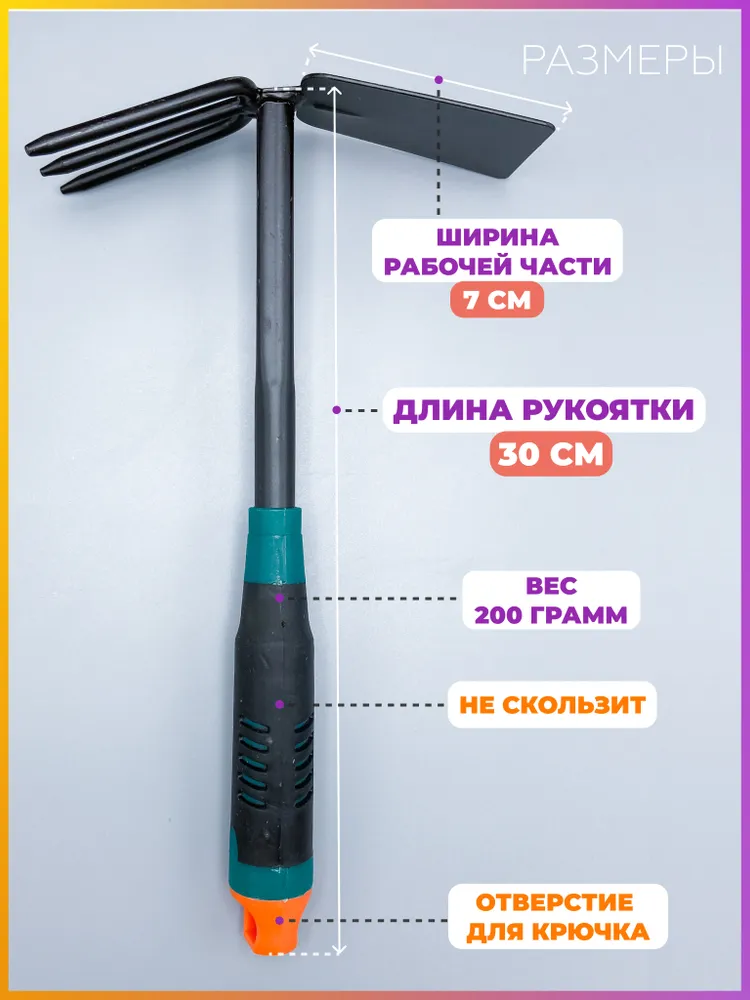 РАЗМЕРЫ
ШИРИНА
РАБОЧЕЙ ЧАСТИ
7 СМ
ДЛИНА РУКОЯТКИ
30 СМ
ВЕС
200 ГРАММ
НЕ СКОЛЬЗИТ
ОТВЕРСТИЕ
ДЛЯ КРЮЧКА